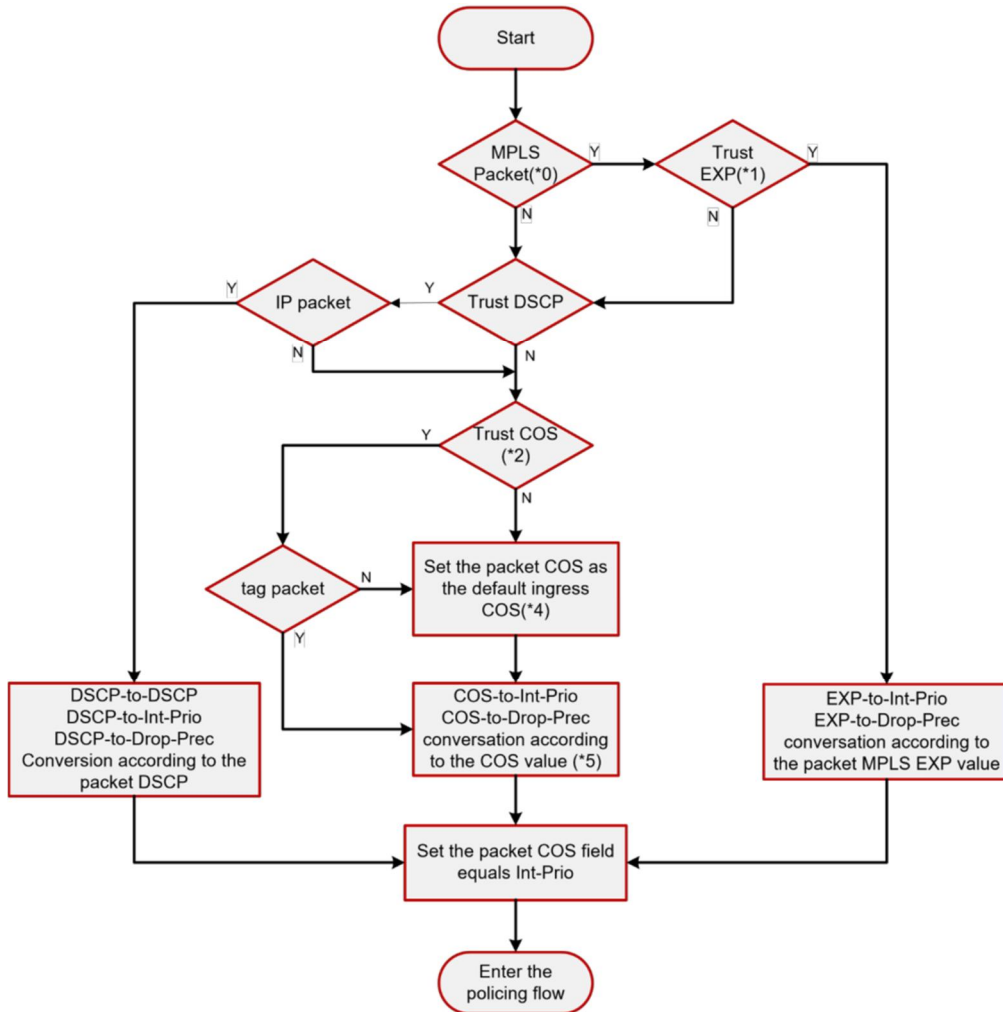 Start
MPLS
Packet(*0)
Y
Trust
EXP(*1)
Y
N
N
Y
IP packet
Y
Trust DSCP
N
N
Y
Trust COS
(*2)
N
tag packet
N
Set the packet COS as
the default ingress
COS(*4)
Y
DSCP-to-DSCP
DSCP-to-Int-Prio
DSCP-to-Drop-Prec
Conversion according to the
packet DSCP
COS-to-Int-Prio
COS-to-Drop-Prec
conversation according
to the COS value (*5)
EXP-to-Int-Prio
EXP-to-Drop-Prec
conversation according to
the packet MPLS EXP value
Set the packet COS field
equals Int-Prio
Enter the
policing flow